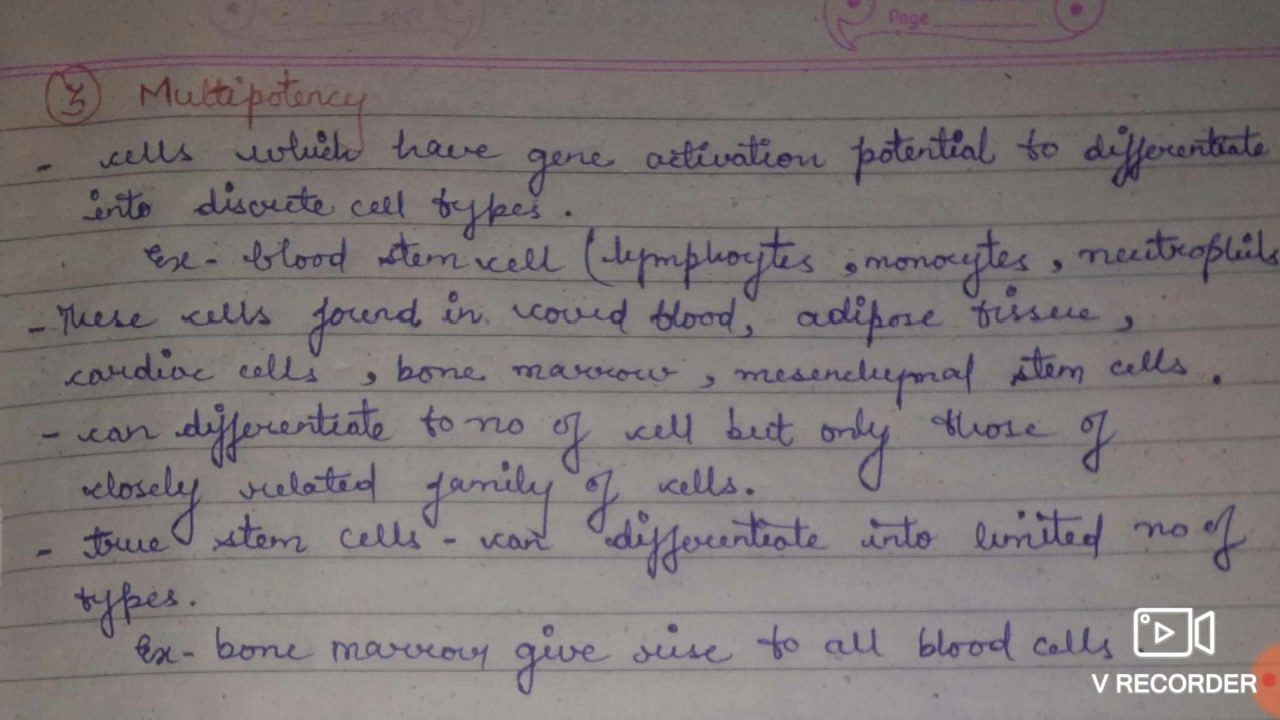 Page
③ Multipotency
- cells which have gene activation potential to differentiate
into discrete cell types.
Ex- blood stem cell (lymphocytes, monocytes, neutrophils
- These cells found in coved blood, adipose tissue,
cardiac cells, bone marrow, mesenchymal stem cells.
- can differentiate to no of cell but only those of
closely related family of cells.
- true stem cells - can differentiate into limited no of
types.
Ex- bone marrow give rise to all blood cells.
V RECORDER